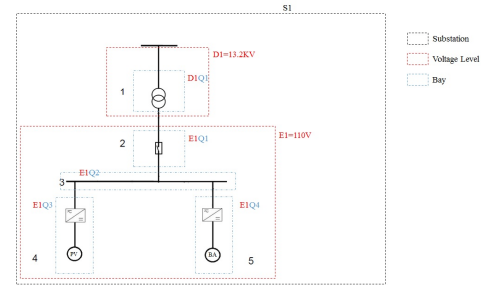 S1
Substation
D1=13.2KV
Voltage Level
D1Q1
Bay
1
E1=110V
2
E1Q1
E1Q2
3
E1Q3
E1Q4
PV
BA
4
5